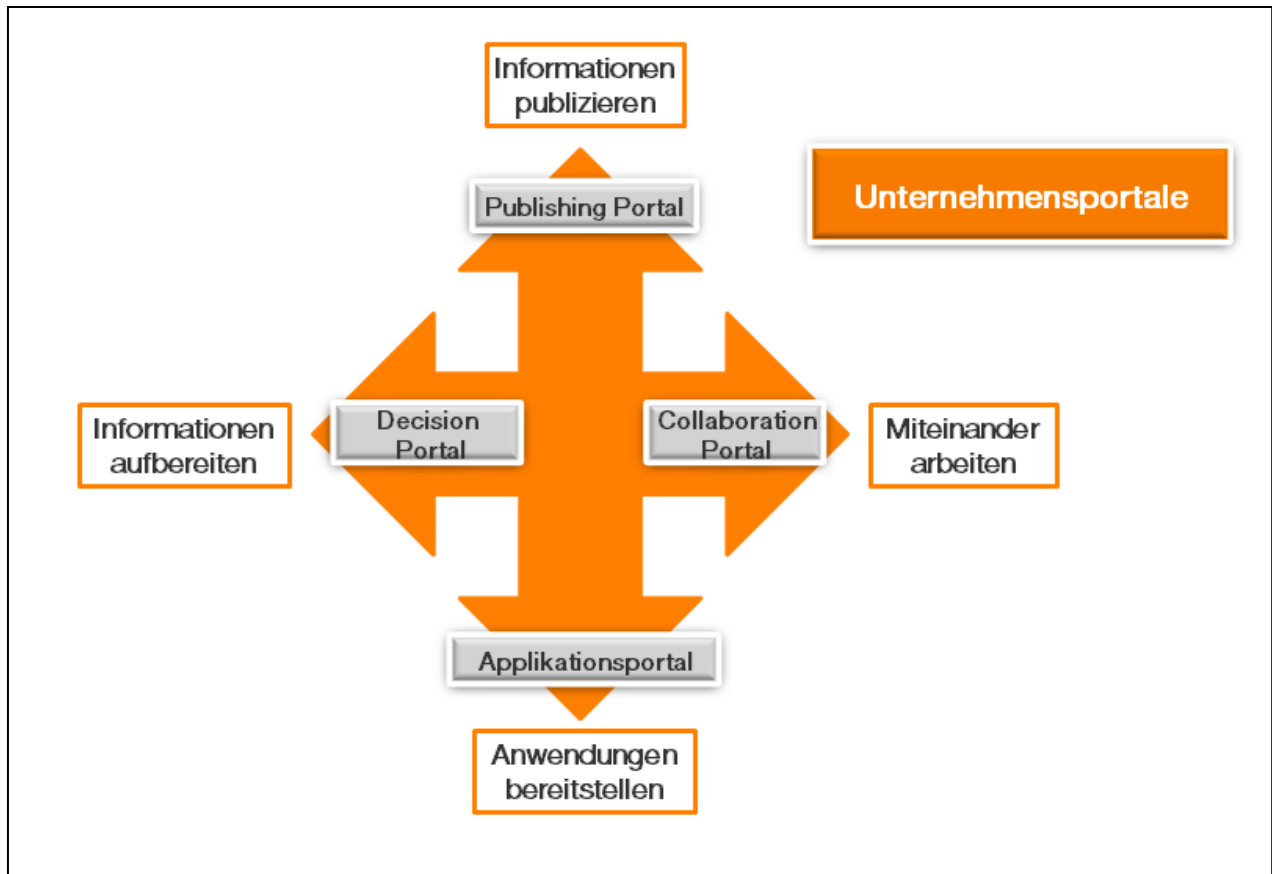 Informationen
publizieren
Publishing Portal
Unternehmensportale
Informationen
aufbereiten
Decision
Portal
Collaboration
Portal
Miteinander
arbeiten
Applikationsportal
Anwendungen
bereitstellen